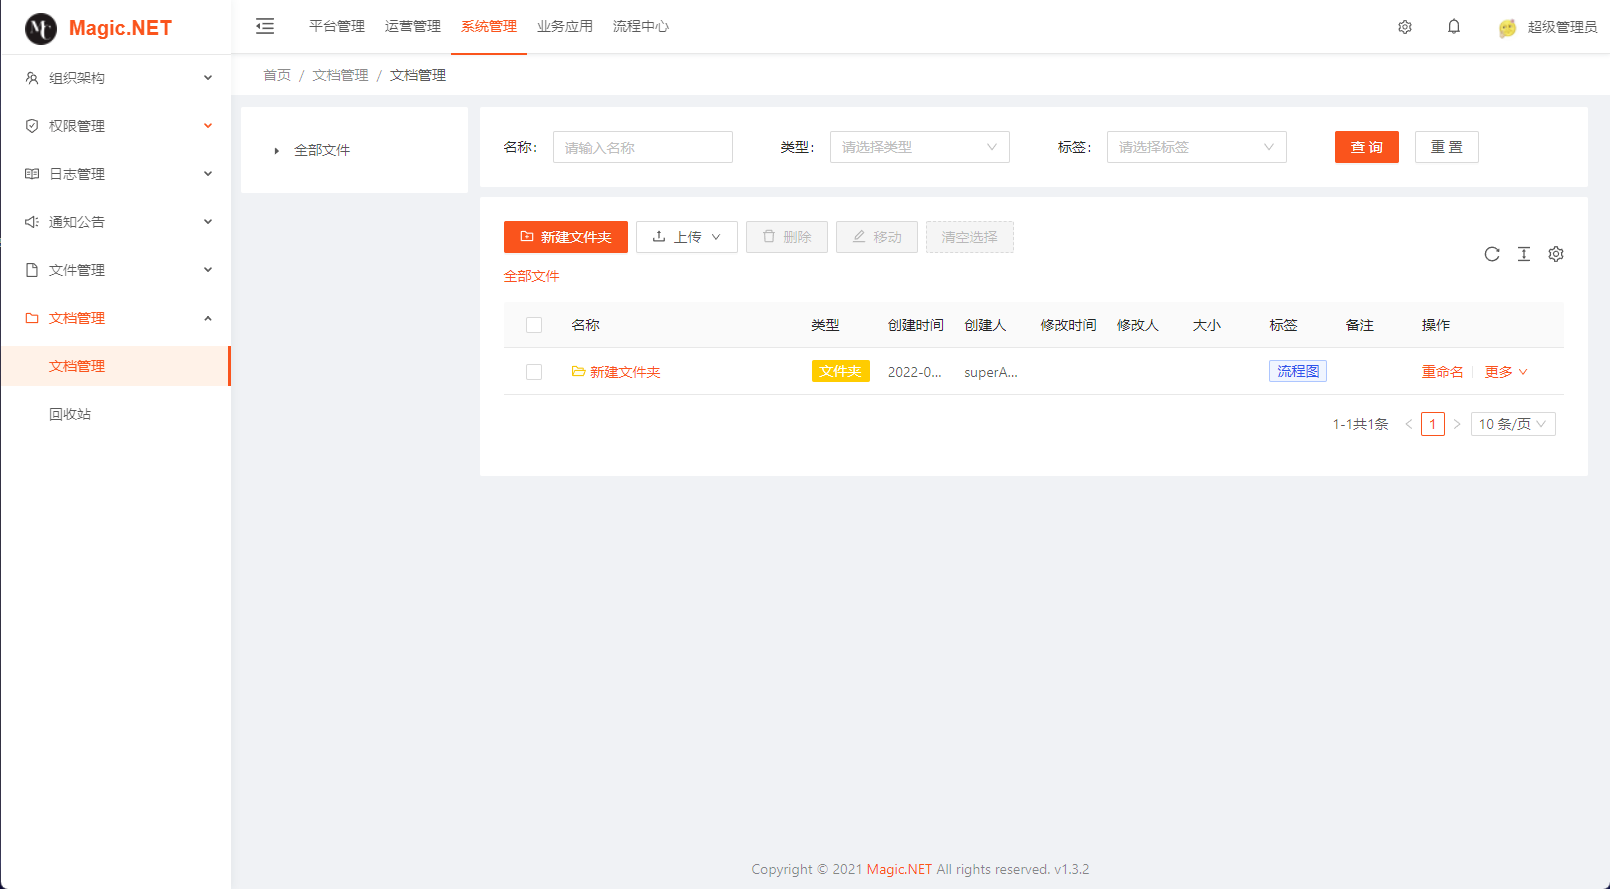 Magic.NET
平台管理 运营管理 系统管理 业务应用 流程中心
超级管理员
组织架构
权限管理
日志管理
通知公告
文件管理
文档管理
文档管理
回收站
首页 / 文档管理 / 文档管理
全部文件
名称: 请输入名称 类型: 请选择类型 标签: 请选择标签 查 询 重 置
新建文件夹 上传 删除 移动 清空选择
全部文件
名称 类型 创建时间 创建人 修改时间 修改人 大小 标签 备注 操作
新建文件夹 文件夹 2022-0... superA... 流程图 重命名 更多
1-1共1条 1 10 条/页
Copyright © 2021 Magic.NET All rights reserved. v1.3.2